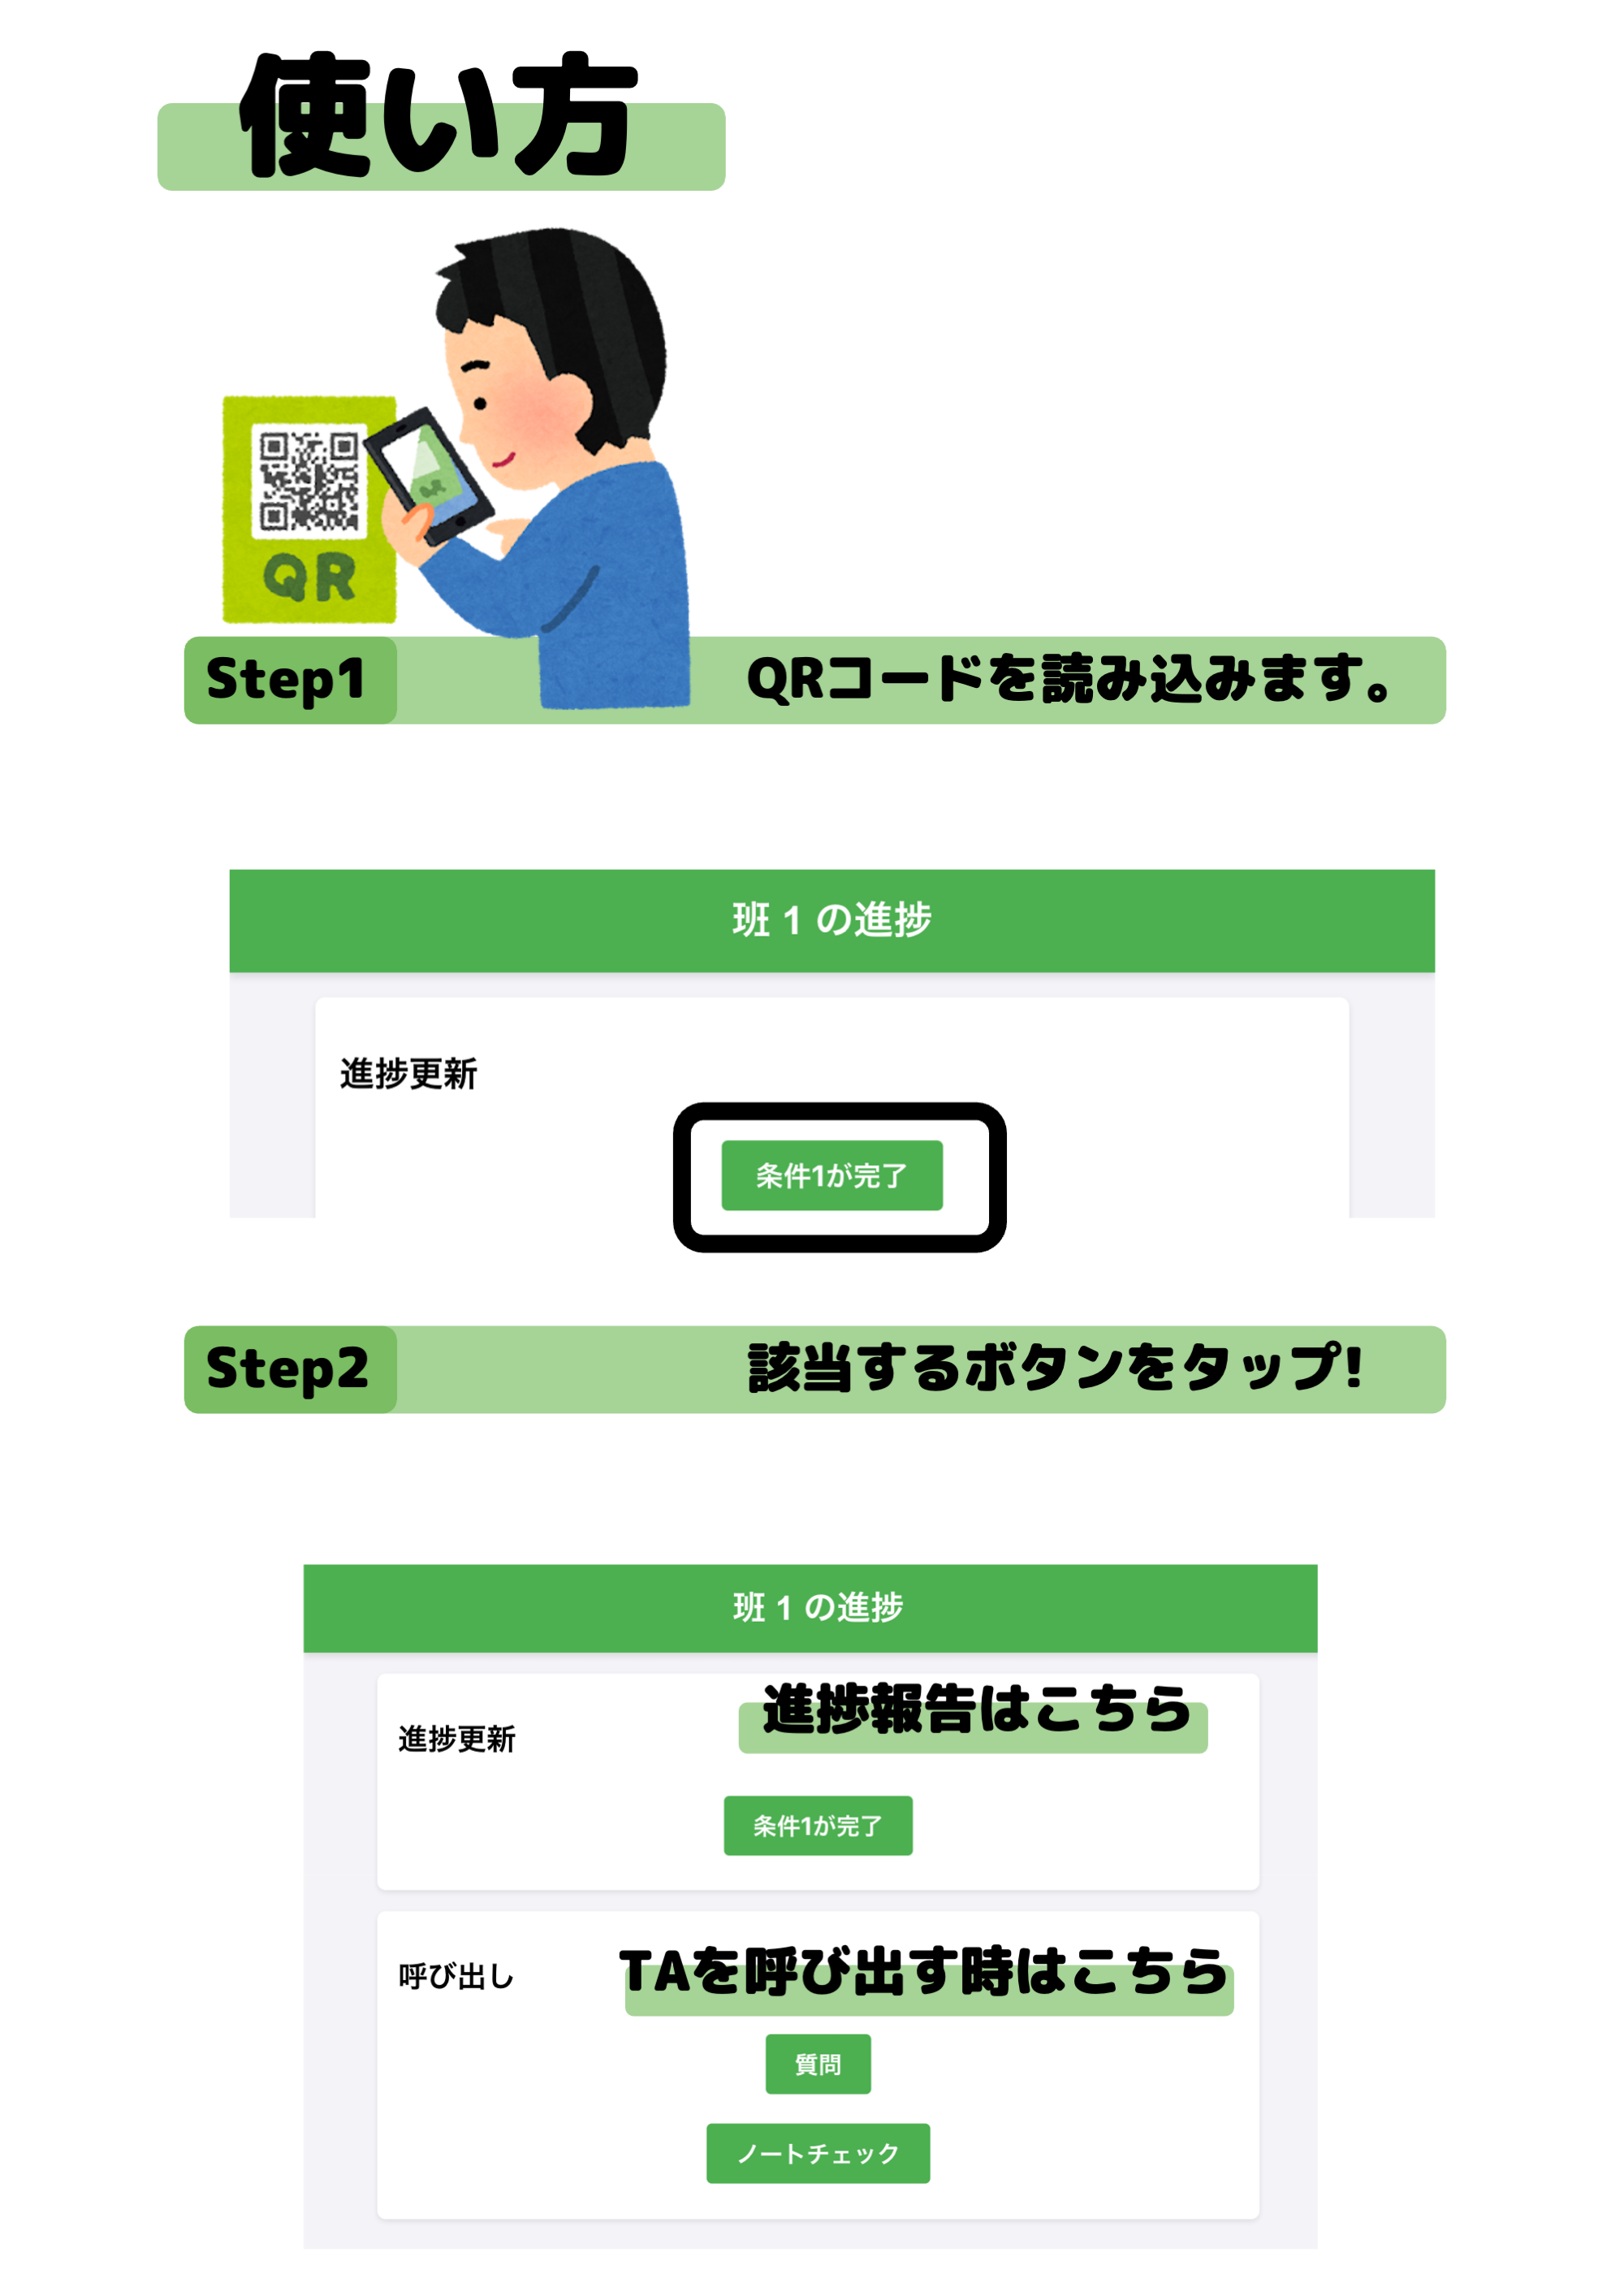 使い方
QR
QR
Step1 QRコードを読み込みます。
班 1 の進捗
進捗更新
条件1が完了
Step2 該当するボタンをタップ!
班 1 の進捗
進捗報告はこちら
進捗更新
条件1が完了
TAを呼び出す時はこちら
呼び出し
質問
ノートチェック